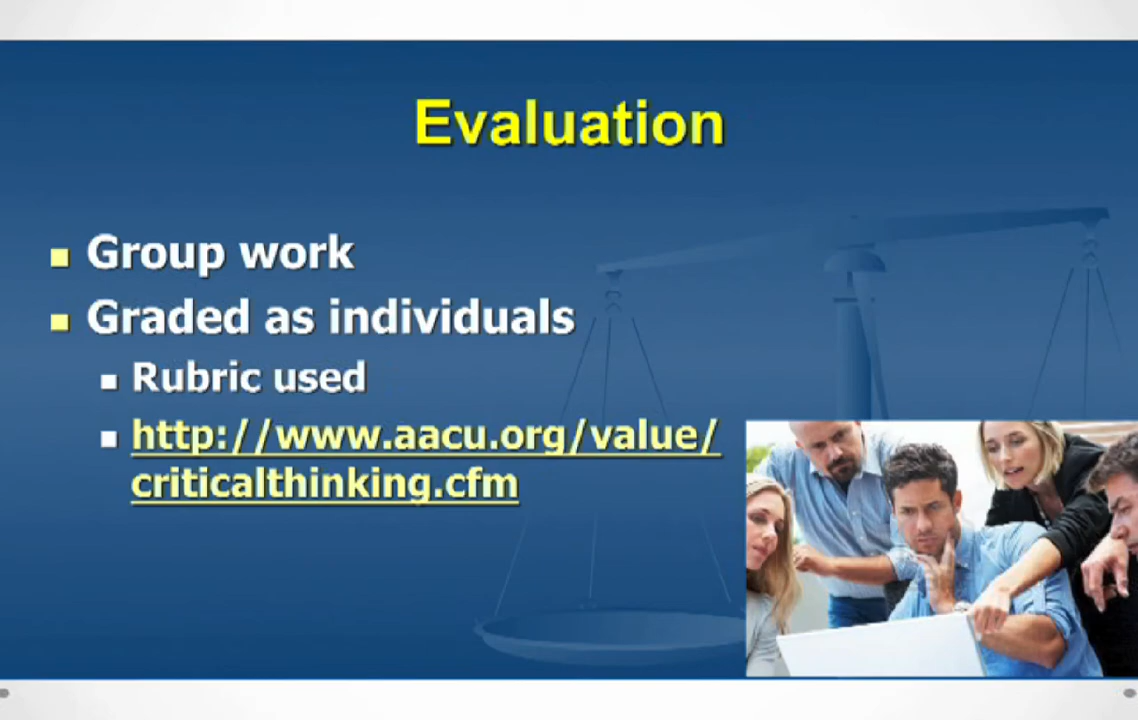 Evaluation
Group work
Graded as individuals
Rubric used
http://www.aacu.org/value/
criticalthinking.cfm